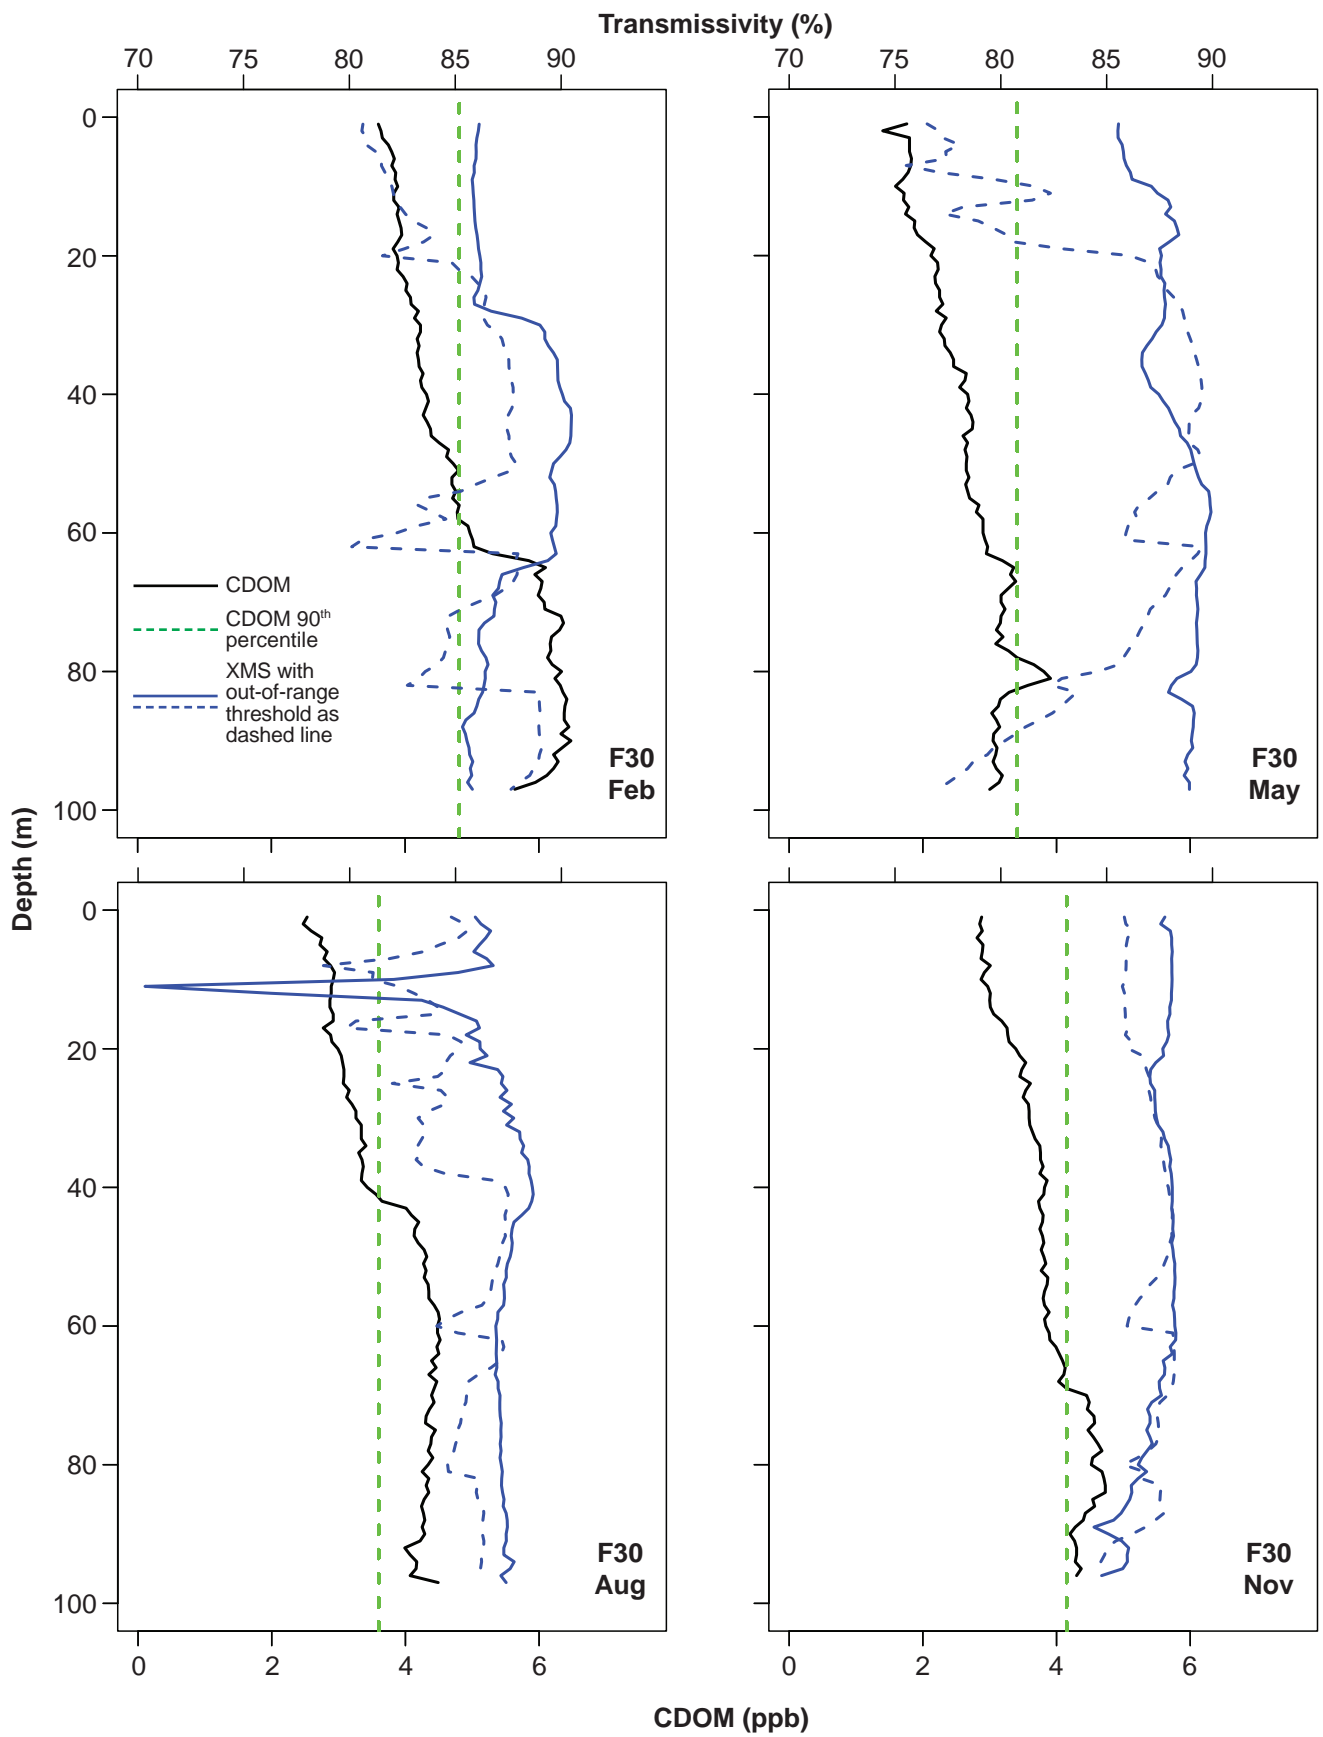 Transmissivity (%)
70 75 80 85 90 70 75 80 85 90
0
20
40
60
80
100
CDOM
CDOM 90th
percentile
XMS with
out-of-range
threshold as
dashed line
F30
Feb
F30
May
Depth (m)
0
20
40
60
80
100
F30
Aug
F30
Nov
0 2 4 6 0 2 4 6
CDOM (ppb)